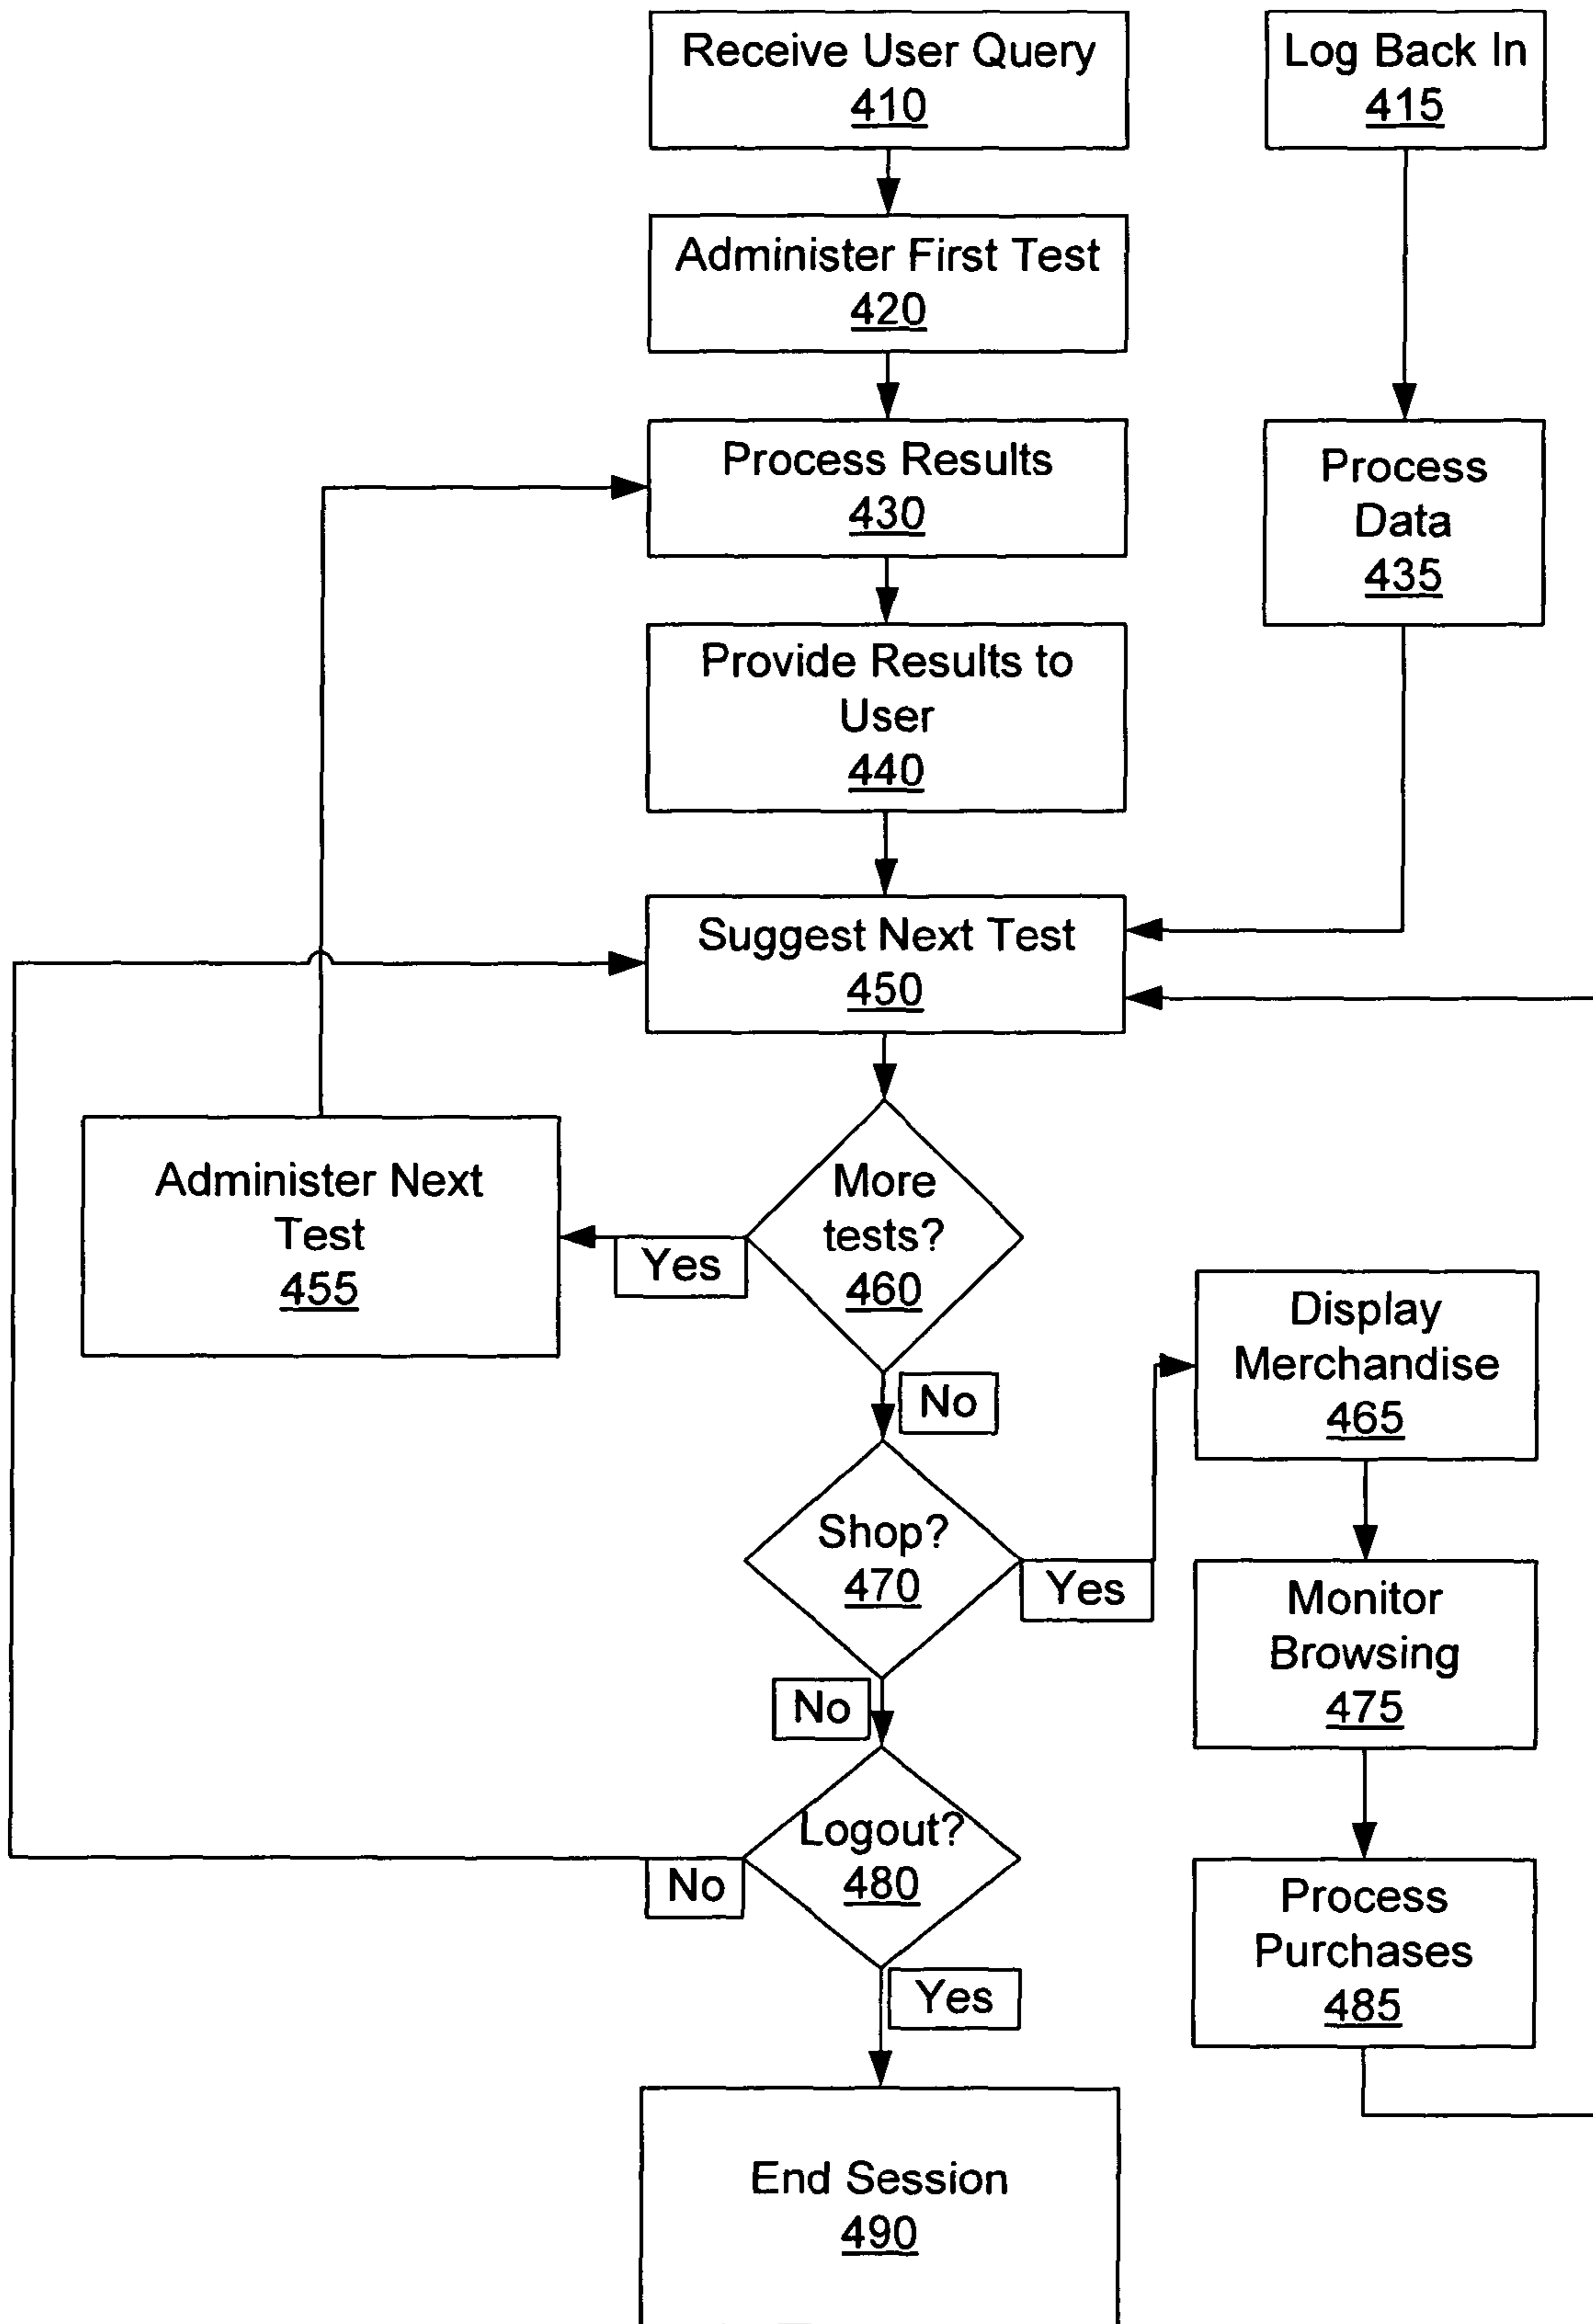 Receive User Query
410
Log Back In
415
Administer First Test
420
Process Results
430
Process
Data
435
Provide Results to
User
440
Suggest Next Test
450
Administer Next
Test
455
More
tests?
460
Yes
No
Display
Merchandise
465
Shop?
470
Yes
Monitor
Browsing
475
No
Logout?
480
No
Process
Purchases
485
Yes
End Session
490